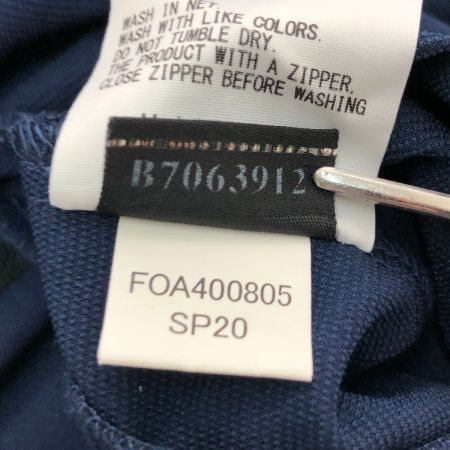 WASH IN NET.
WASH WITH LIKE COLORS.
DO NOT TUMBLE DRY.
THE PRODUCT WITH A ZIPPER,
CLOSE ZIPPER BEFORE WASHING
B7063912
FOA400805
SP20